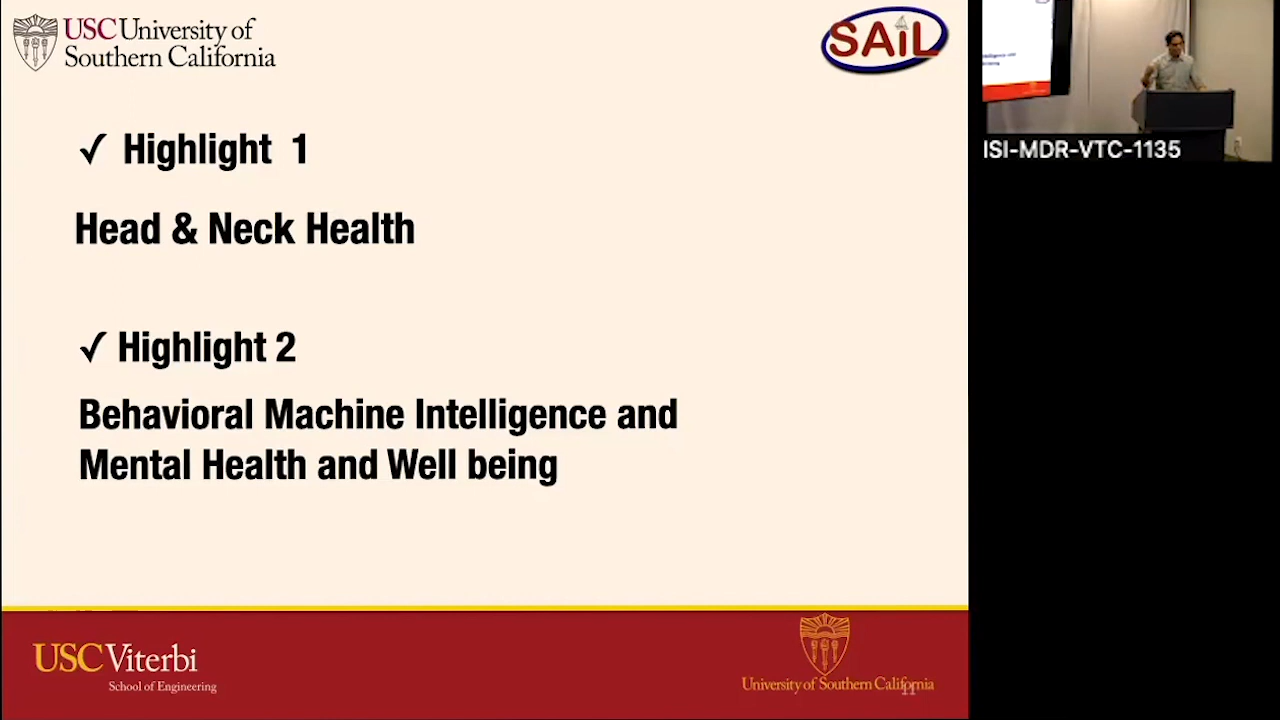 USC University of
Southern California
SAiL
✓ Highlight 1
Head & Neck Health
✓ Highlight 2
Behavioral Machine Intelligence and
Mental Health and Well being
USC Viterbi
School of Engineering
University of Southern California
11
ISI-MDR-VTC-1135